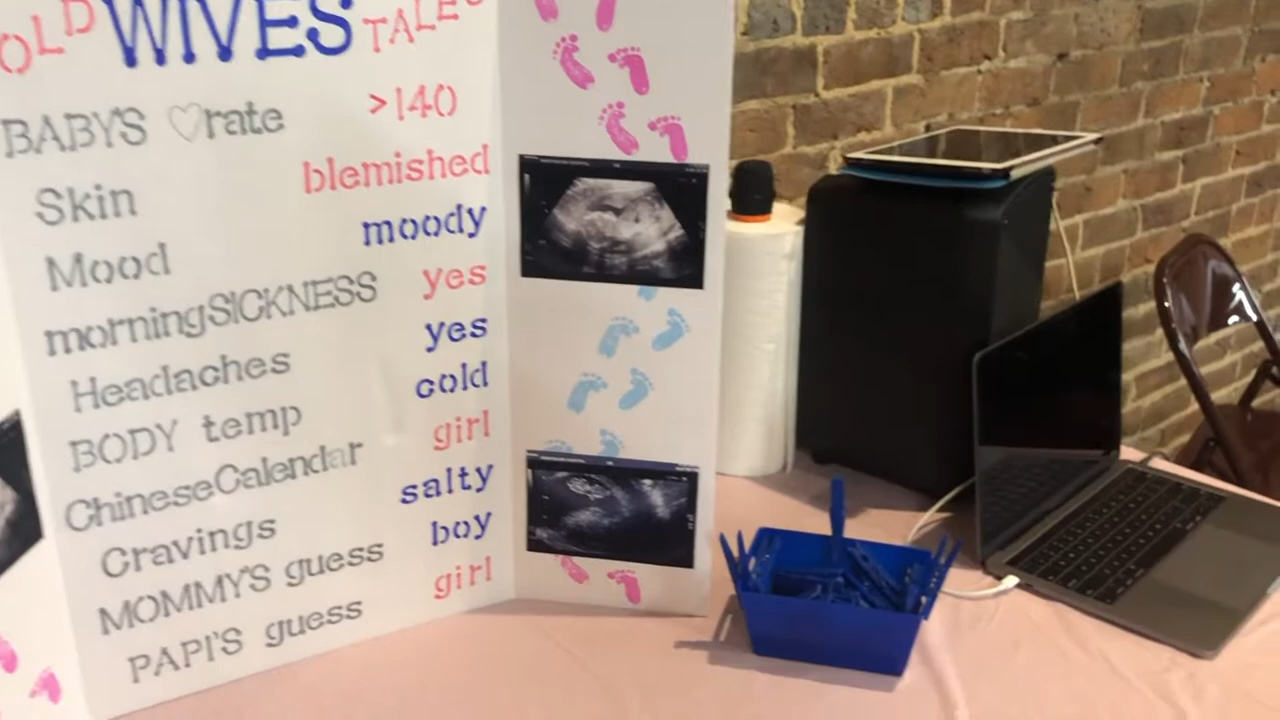 OLD WIVES TALES
BABY'S ♡rate >140
Skin blemished
Mood moody
morningSICKNESS yes
Headaches yes
BODY temp cold
ChineseCalendar girl
Cravings salty
MOMMY'S guess boy
PAPI'S guess girl